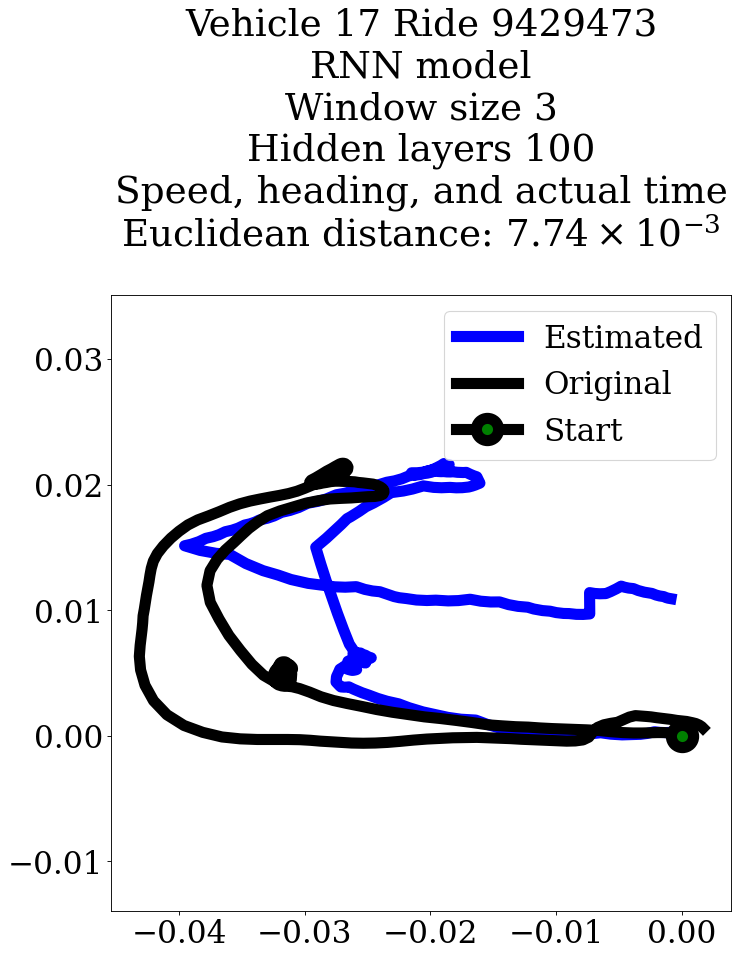 Vehicle 17 Ride 9429473
RNN model
Window size 3
Hidden layers 100
Speed, heading, and actual time
Euclidean distance: 7.74 × 10⁻³
Estimated
Original
Start
0.03
0.02
0.01
0.00
−0.01
−0.04 −0.03 −0.02 −0.01 0.00